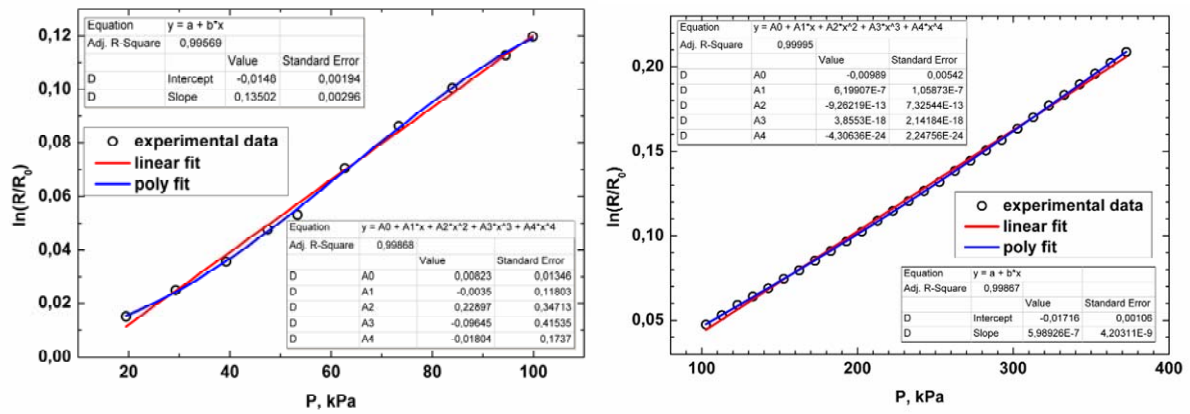 Equation y = a + b*x
Adj. R-Square 0,99569
Value Standard Error
D Intercept -0,0148 0,00194
D Slope 0,13502 0,00296
experimental data
linear fit
poly fit
Equation y = A0 + A1*x + A2*x^2 + A3*x^3 + A4*x^4
Adj. R-Square 0,99868
Value Standard Error
D A0 0,00823 0,01346
D A1 -0,0035 0,11803
D A2 0,22897 0,34713
D A3 -0,09645 0,41535
D A4 -0,01804 0,1737
ln(R/R0)
0,12
0,10
0,08
0,06
0,04
0,02
0,00
20 40 60 80 100
P, kPa
Equation y = A0 + A1*x + A2*x^2 + A3*x^3 + A4*x^4
Adj. R-Square 0,99995
Value Standard Error
D A0 -0,00989 0,00542
D A1 6,19907E-7 1,05873E-7
D A2 -9,26219E-13 7,32544E-13
D A3 3,8553E-18 2,14184E-18
D A4 -4,30636E-24 2,24756E-24
experimental data
linear fit
poly fit
Equation y = a + b*x
Adj. R-Square 0,99867
Value Standard Error
D Intercept -0,01716 0,00106
D Slope 5,98926E-7 4,20311E-9
ln(R/R0)
0,20
0,15
0,10
0,05
100 200 300 400
P, kPa